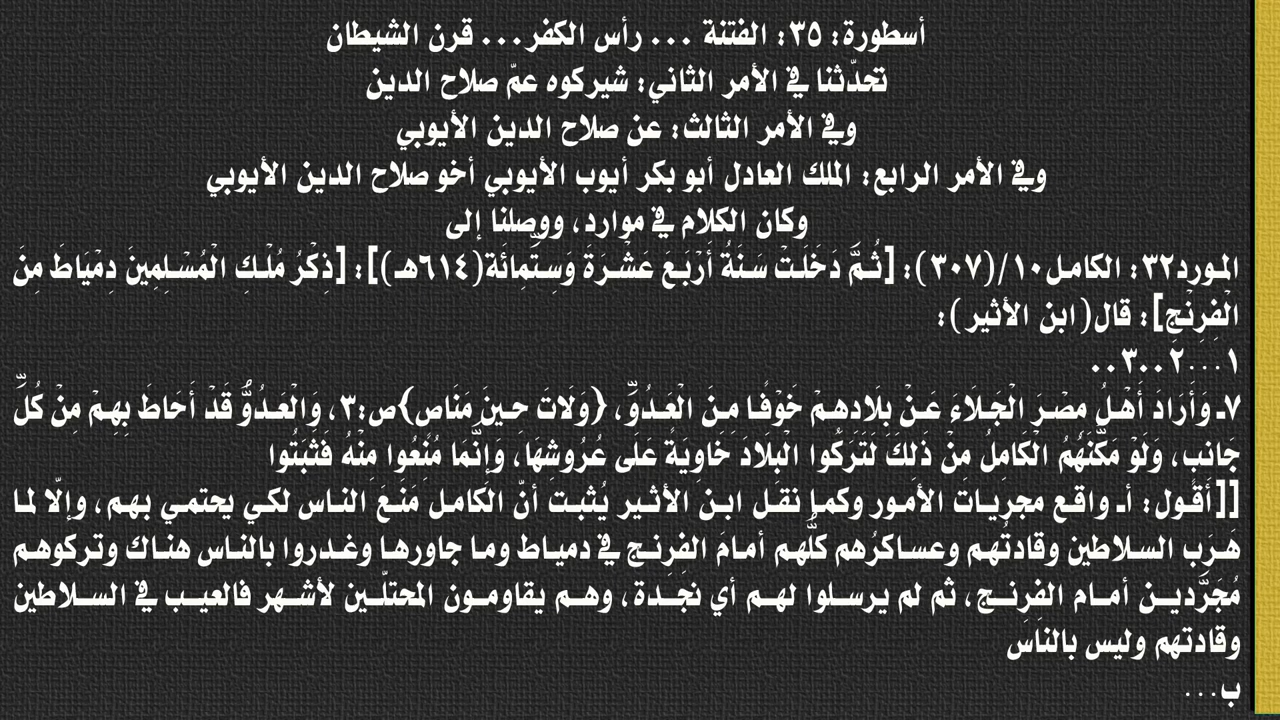 أسطورة: ٣٥: الفتنة ... رأس الكفر... قرن الشيطان
تحدّثنا في الأمر الثاني: شيركوه عمّ صلاح الدين
وفي الأمر الثالث: عن صلاح الدين الأيوبي
وفي الأمر الرابع: الملك العادل أبو بكر أيوب الأيوبي أخو صلاح الدين الأيوبي
وكان الكلام في موارد، ووصلنا إلى
المورد٣٢: الكامل١٠/(٣٠٧): [ثُمَّ دَخَلَتْ سَنَةُ أَرْبَعَ عَشْرَةَ وَسِتِّمِائَة(٦١٤هـ)]: [ذِكْرُ مُلْكِ الْمُسْلِمِينَ دِمْيَاطَ مِنَ
الْفِرِنْجِ]: قال(ابن الأثير):
١...٢..٣..
٧ـ وَأَرَادَ أَهْلُ مِصْرَ الْجَلَاءَ عَنْ بِلَادِهِمْ خَوْفًا مِنَ الْعَدُوِّ، {وَلَاتَ حِينَ مَنَاصٍ}ص:٣، وَالْعَدُوُّ قَدْ أَحَاطَ بِهِمْ مِنْ كُلِّ
جَانِبٍ، وَلَوْ مَكَّنَهُمُ الْكَامِلُ مِنْ ذَلِكَ لَتَرَكُوا الْبِلَادَ خَاوِيَةً عَلَى عُرُوشِهَا، وَإِنَّمَا مُنِعُوا مِنْهُ فَثَبَتُوا
[[أقول: أـ واقع مجريات الأمور وكما نقل ابن الأثير يُثبت أنّ الكامل مَنَعَ الناس لكي يحتمي بهم، وإلّا لما
هَرَب السلاطين وقادتُهم وعساكرُهم كلُّهم أمامَ الفرنج في دمياط وما جاورها وغدروا بالناس هناك وتركوهم
مُجَرَّدين أمام الفرنج، ثم لم يرسلوا لهم أي نَجْدة، وهم يقاومون المحتلّين لأشهر فالعيب في السلاطين
وقادتهم وليس بالناس
ب...